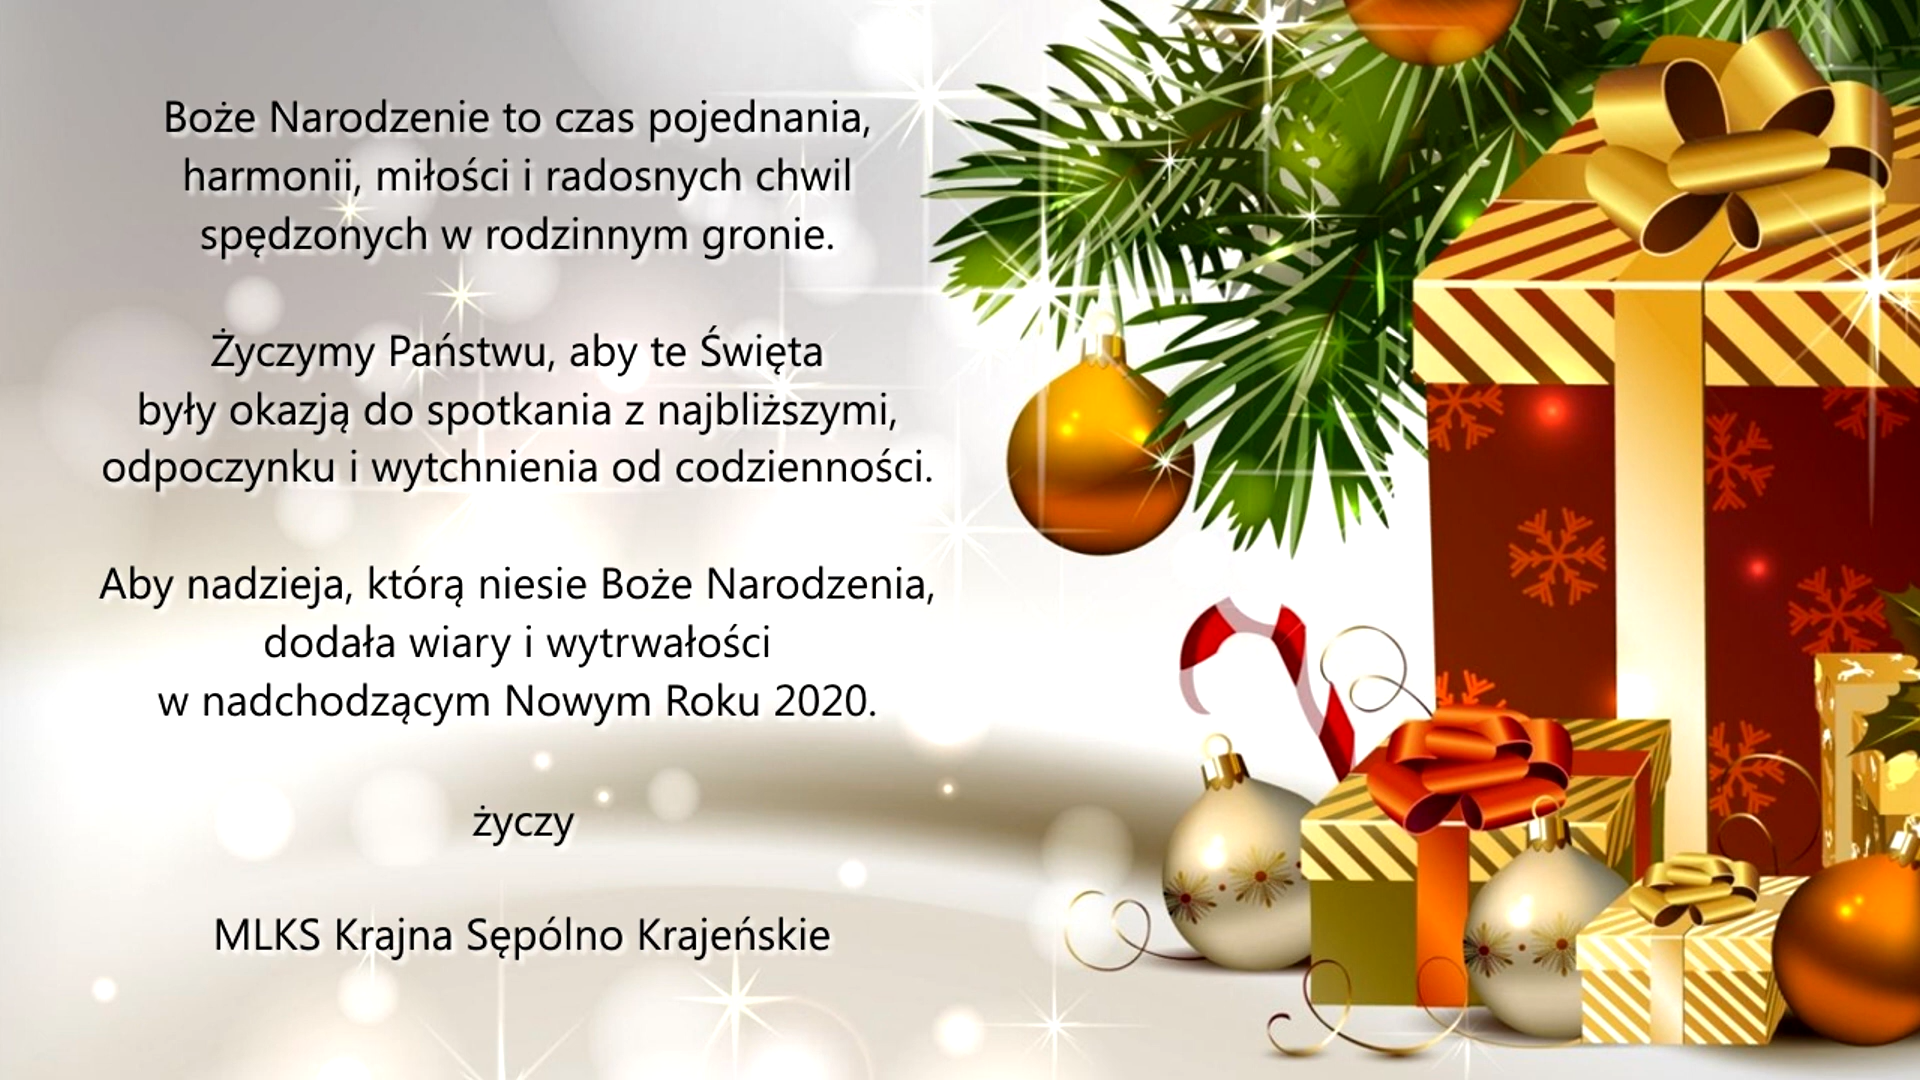 Boże Narodzenie to czas pojednania,
harmonii, miłości i radosnych chwil
spędzonych w rodzinnym gronie.
Życzymy Państwu, aby te Święta
były okazją do spotkania z najbliższymi,
odpoczynku i wytchnienia od codzienności.
Aby nadzieja, którą niesie Boże Narodzenia,
dodała wiary i wytrwałości
w nadchodzącym Nowym Roku 2020.
życzy
MLKS Krajna Sępólno Krajeńskie